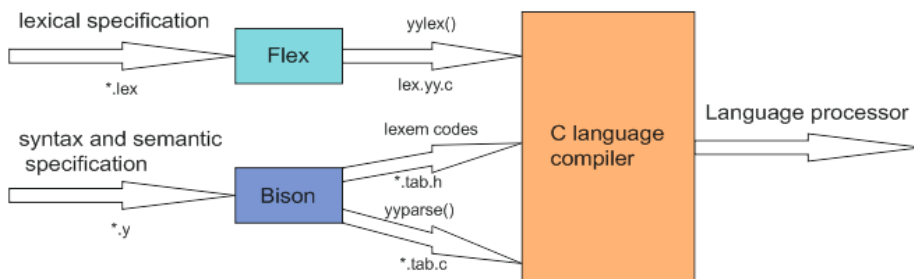 lexical specification
*.lex
Flex
yylex()
lex.yy.c
syntax and semantic
specification
*.y
Bison
lexem codes
*.tab.h
yyparse()
*.tab.c
C language
compiler
Language processor